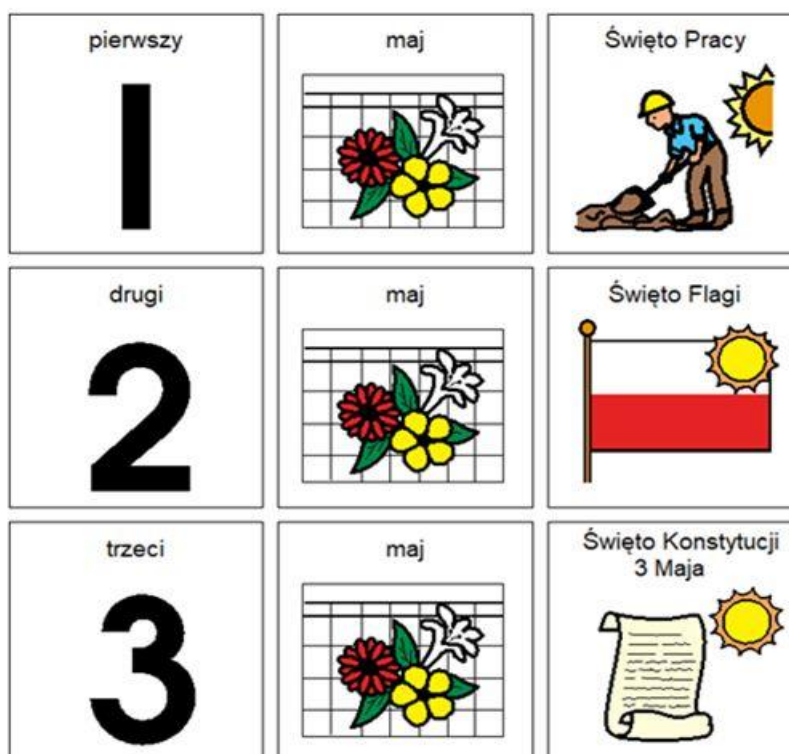 pierwszy
maj
Święto Pracy
1
drugi
maj
Święto Flagi
2
trzeci
maj
Święto Konstytucji
3 Maja
3